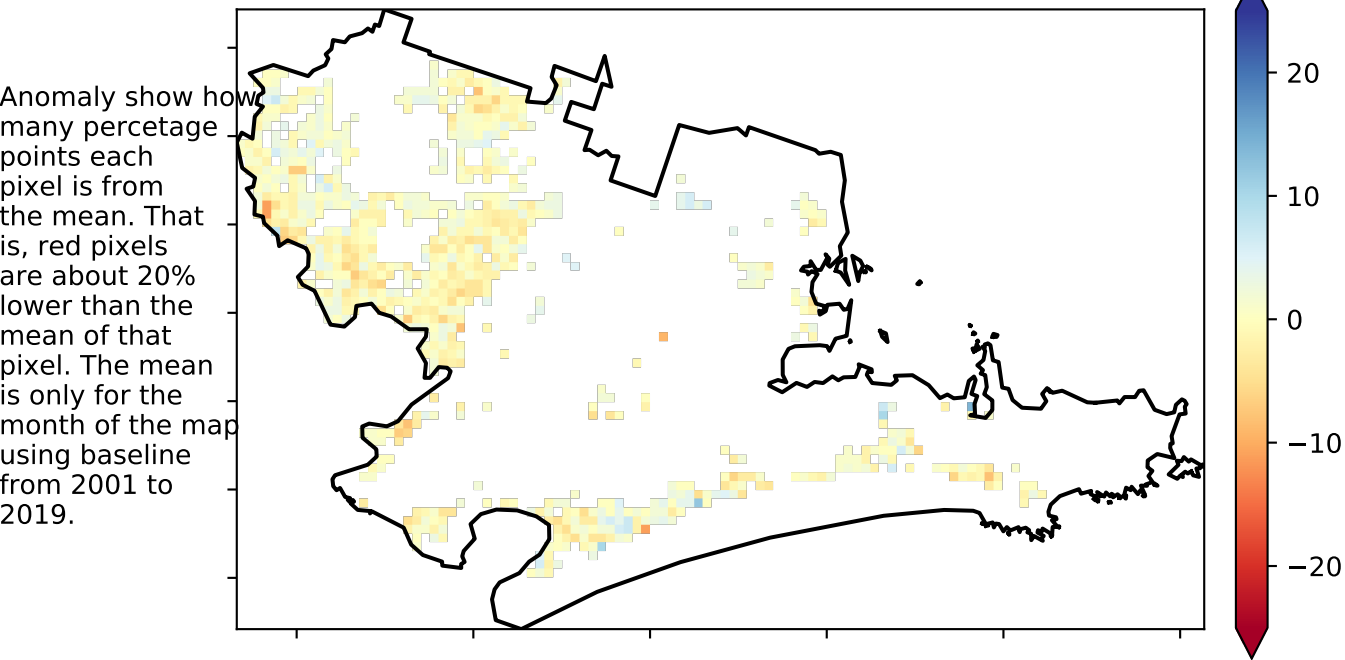 Anomaly show how
many percetage
points each
pixel is from
the mean. That
is, red pixels
are about 20%
lower than the
mean of that
pixel. The mean
is only for the
month of the map
using baseline
from 2001 to
2019.
20
10
0
−10
−20